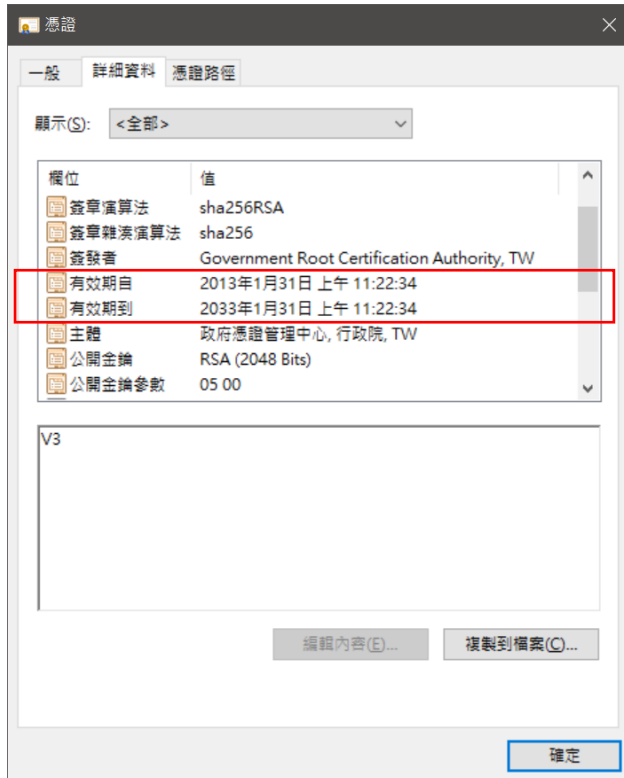 憑證
一般 詳細資料 憑證路徑
顯示(S): <全部>
欄位 值
簽章演算法 sha256RSA
簽章雜湊演算法 sha256
簽發者 Government Root Certification Authority, TW
有效期自 2013年1月31日 上午 11:22:34
有效期到 2033年1月31日 上午 11:22:34
主體 政府憑證管理中心, 行政院, TW
公開金鑰 RSA (2048 Bits)
公開金鑰參數 05 00
V3
編輯內容(E)... 複製到檔案(C)...
確定